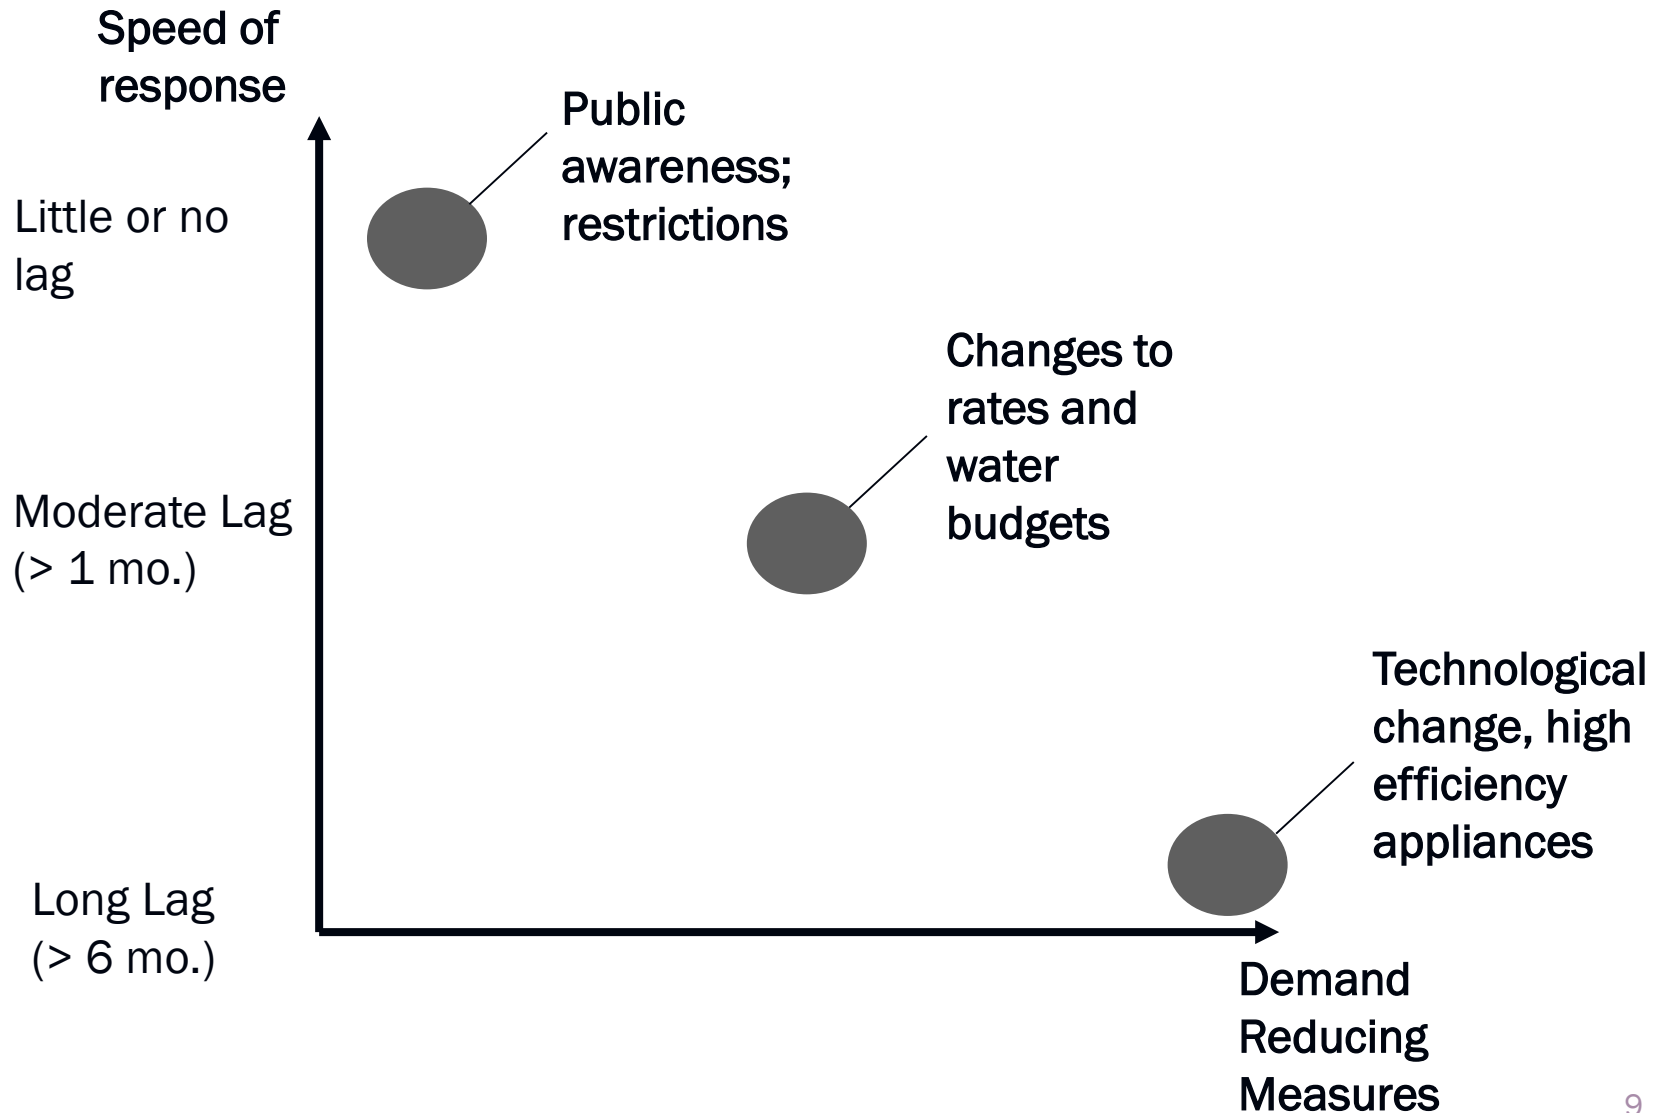 Speed of
response
Public
awareness;
restrictions
Little or no
lag
Changes to
rates and
water
budgets
Moderate Lag
(> 1 mo.)
Technological
change, high
efficiency
appliances
Long Lag
(> 6 mo.)
Demand
Reducing
Measures
9